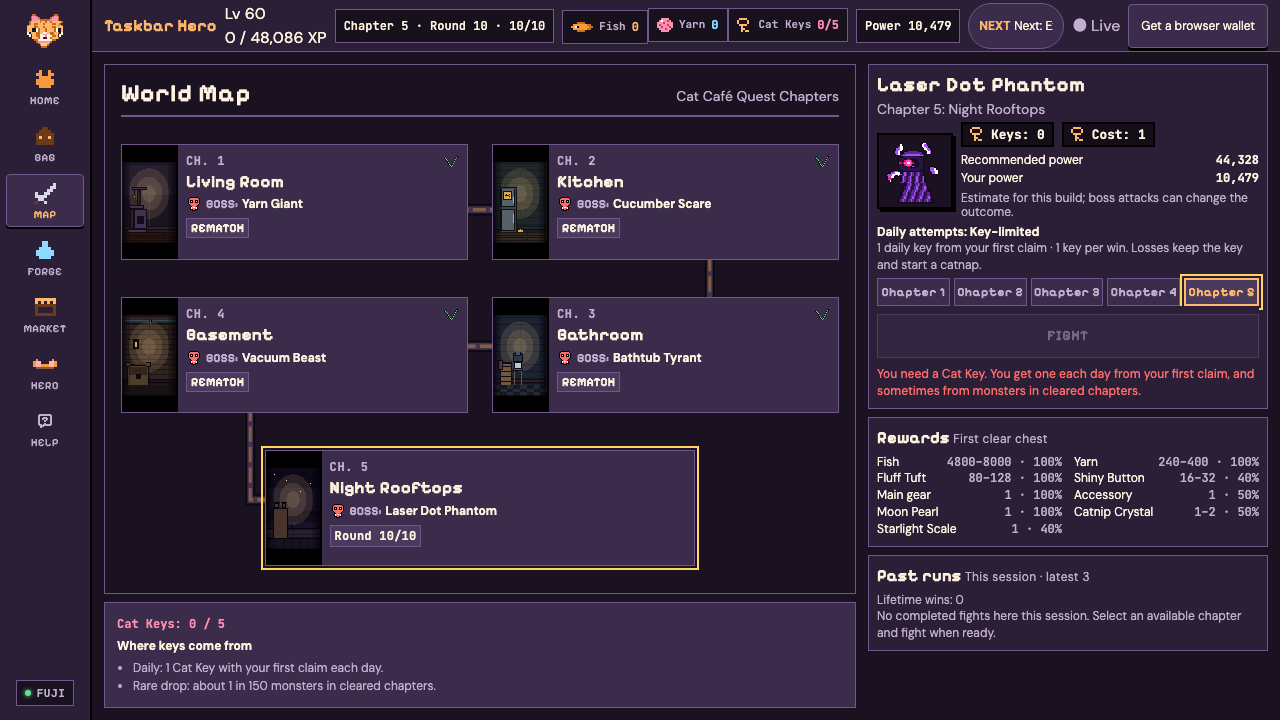 Taskbar Hero
Lv 60
0 / 48,086 XP
Chapter 5 · Round 10 · 10/10
Fish 0
Yarn 0
Cat Keys 0/5
Power 10,479
NEXT Next: E
Live
Get a browser wallet
HOME
BAG
MAP
FORGE
MARKET
HERO
HELP
FUJI
World Map
Cat Café Quest Chapters
CH. 1
Living Room
BOSS: Yarn Giant
REMATCH
CH. 2
Kitchen
BOSS: Cucumber Scare
REMATCH
CH. 4
Basement
BOSS: Vacuum Beast
REMATCH
CH. 3
Bathroom
BOSS: Bathtub Tyrant
REMATCH
CH. 5
Night Rooftops
BOSS: Laser Dot Phantom
Round 10/10
Cat Keys: 0 / 5
Where keys come from
• Daily: 1 Cat Key with your first claim each day.
• Rare drop: about 1 in 150 monsters in cleared chapters.
Laser Dot Phantom
Chapter 5: Night Rooftops
Keys: 0
Cost: 1
Recommended power 44,328
Your power 10,479
Estimate for this build; boss attacks can change the
outcome.
Daily attempts: Key-limited
1 daily key from your first claim · 1 key per win. Losses keep the key
and start a catnap.
Chapter 1
Chapter 2
Chapter 3
Chapter 4
Chapter 5
FIGHT
You need a Cat Key. You get one each day from your first claim, and
sometimes from monsters in cleared chapters.
Rewards First clear chest
Fish 4800-8000 · 100%
Yarn 240-400 · 100%
Fluff Tuft 80-128 · 100%
Shiny Button 16-32 · 40%
Main gear 1 · 100%
Accessory 1 · 50%
Moon Pearl 1 · 100%
Catnip Crystal 1-2 · 50%
Starlight Scale 1 · 40%
Past runs This session · latest 3
Lifetime wins: 0
No completed fights here this session. Select an available chapter
and fight when ready.